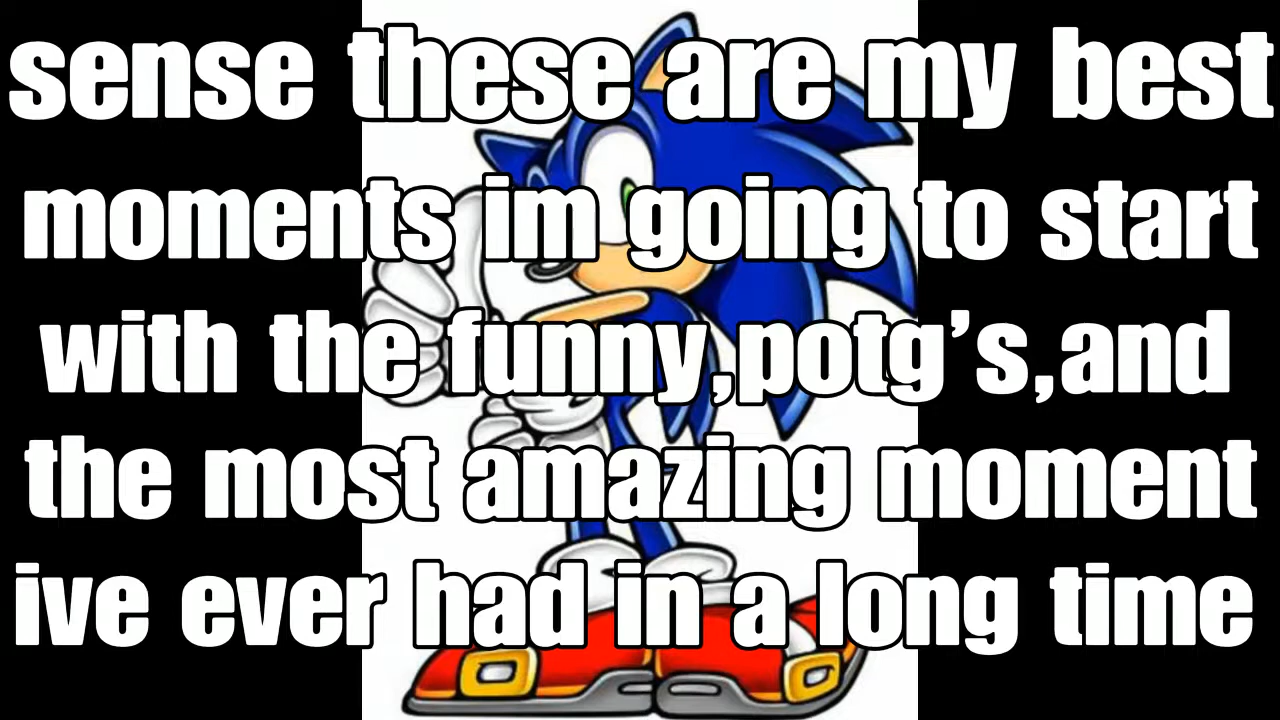 sense these are my best
moments im going to start
with the funny,potg's,and
the most amazing moment
ive ever had in a long time